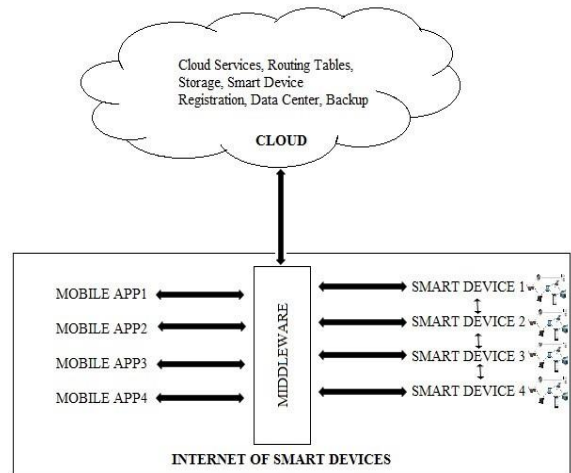 Cloud Services, Routing Tables,
Storage, Smart Device
Registration, Data Center, Backup
CLOUD
MOBILE APP1
MOBILE APP2
MOBILE APP3
MOBILE APP4
MIDDLEWARE
SMART DEVICE 1
SMART DEVICE 2
SMART DEVICE 3
SMART DEVICE 4
INTERNET OF SMART DEVICES